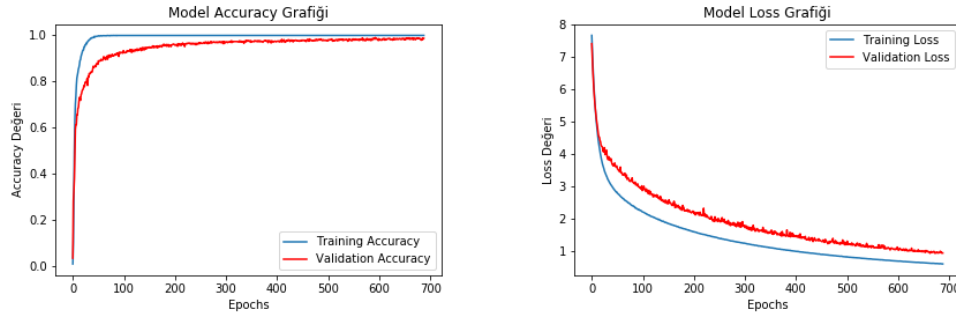 Model Accuracy Grafiği
1.0
0.8
0.6
0.4
0.2
0.0
Accuracy Değeri
Training Accuracy
Validation Accuracy
0 100 200 300 400 500 600 700
Epochs
Model Loss Grafiği
8
7
6
5
4
3
2
1
Loss Değeri
Training Loss
Validation Loss
0 100 200 300 400 500 600 700
Epochs